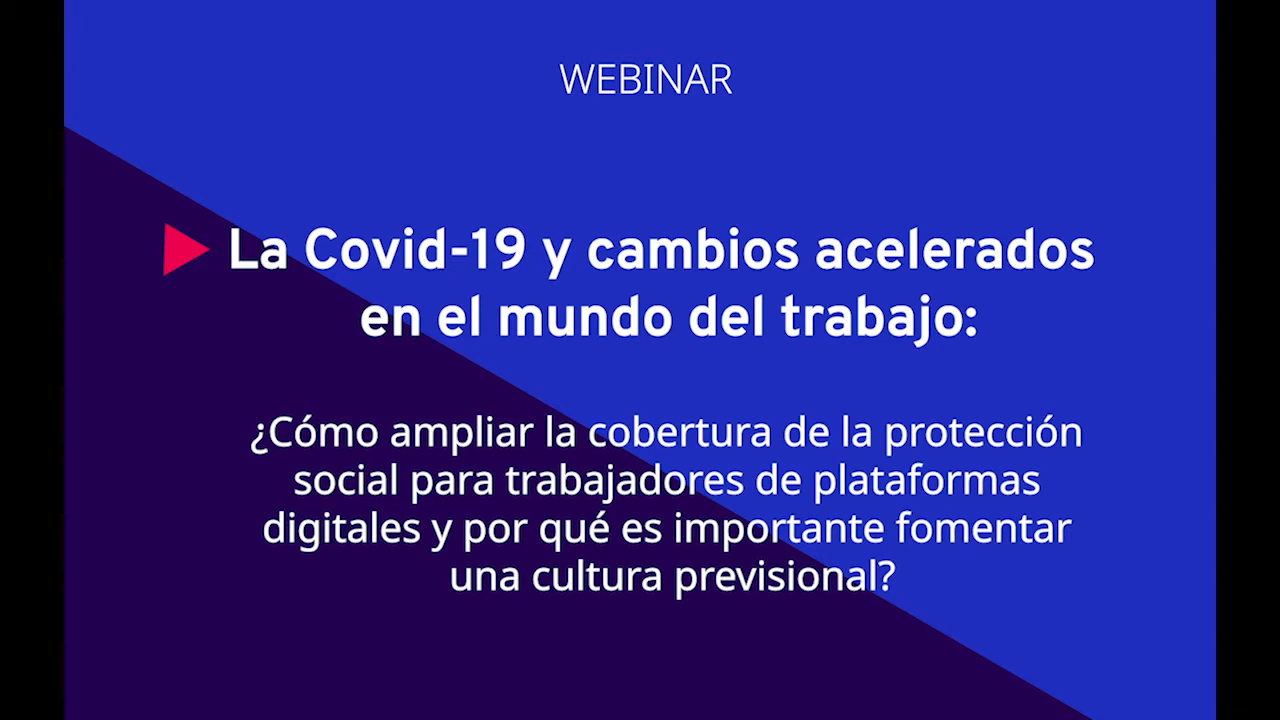 WEBINAR
La Covid-19 y cambios acelerados
en el mundo del trabajo:
¿Cómo ampliar la cobertura de la protección
social para trabajadores de plataformas
digitales y por qué es importante fomentar
una cultura previsional?